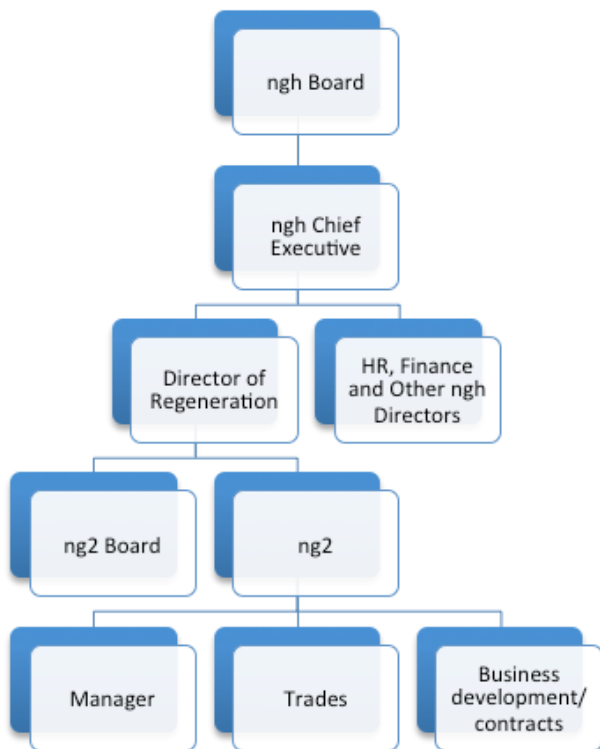 ngh Board
ngh Chief
Executive
Director of
Regeneration
HR, Finance
and Other ngh
Directors
ng2 Board
ng2
Manager
Trades
Business
development/
contracts